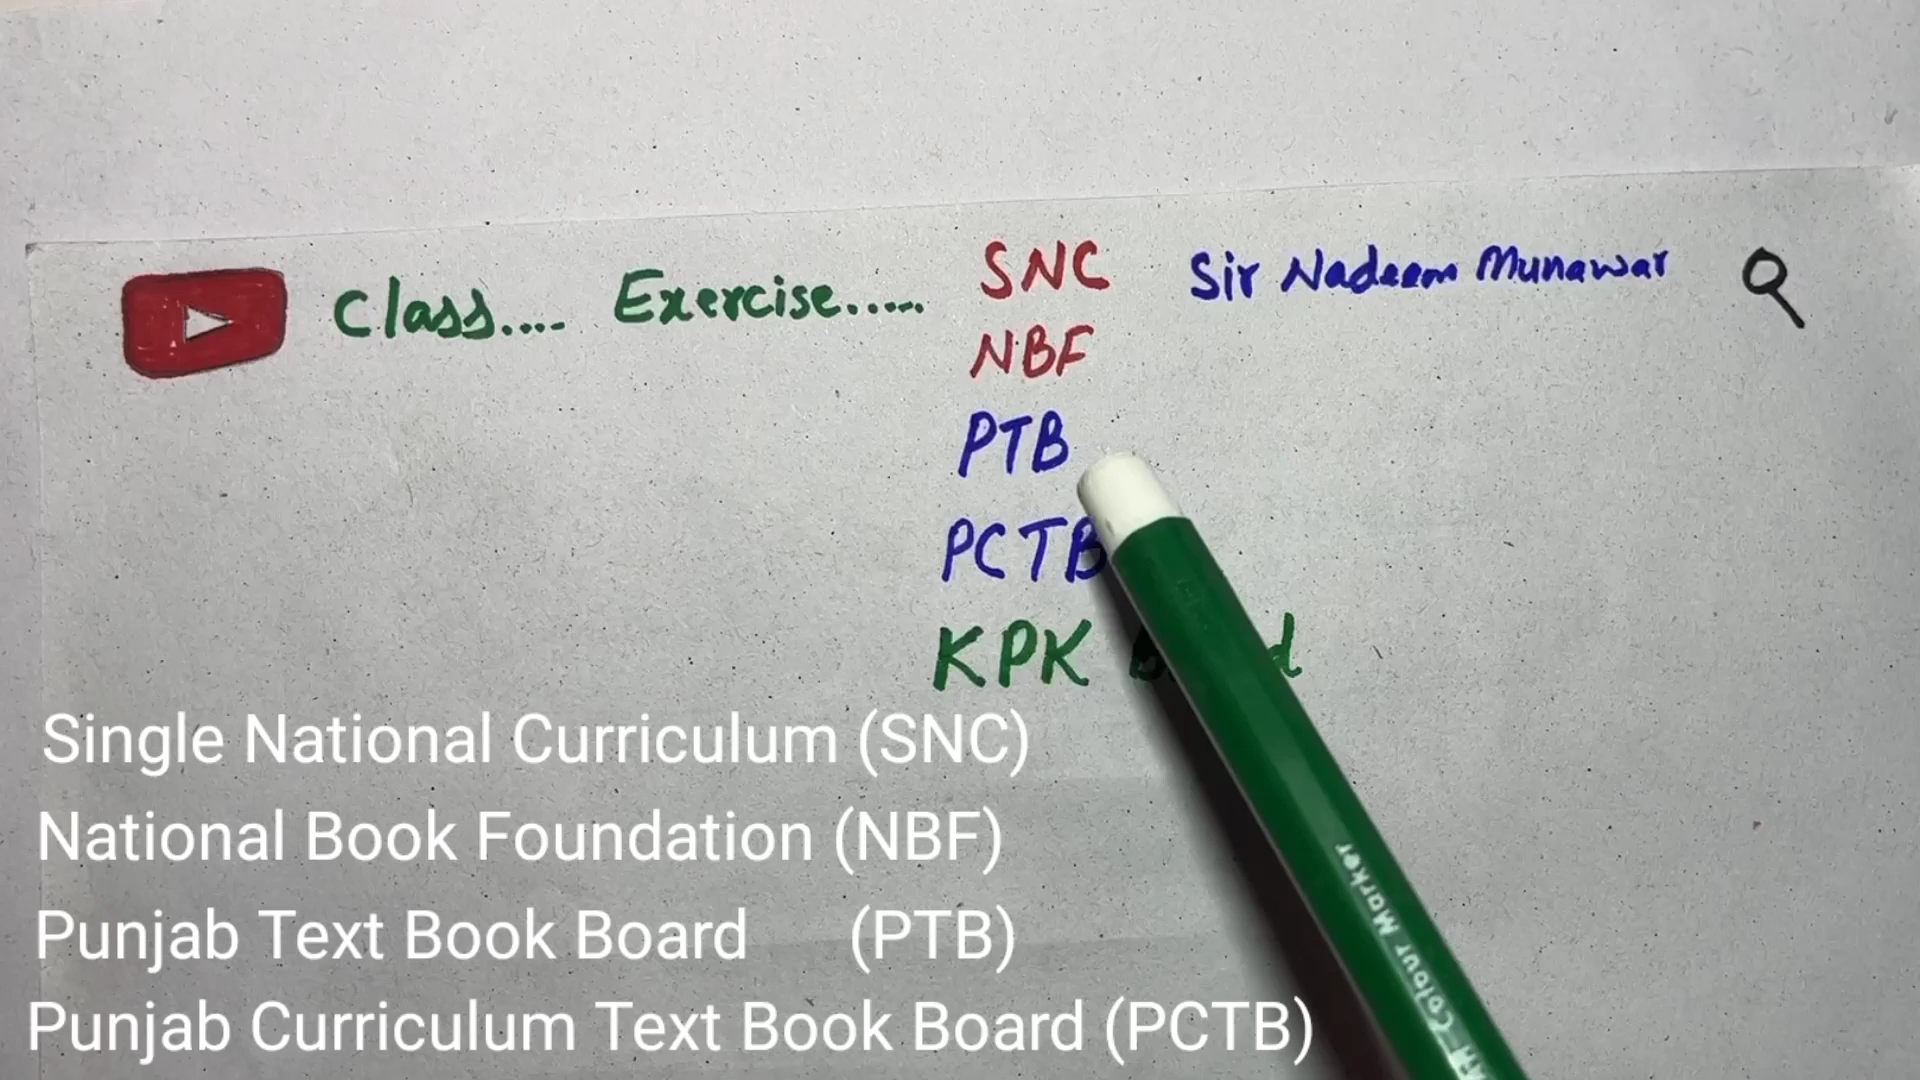 Class.... Exercise..... SNC Sir Nadeem Munawar
NBF
PTB
PCTB
KPK
Single National Curriculum (SNC)
National Book Foundation (NBF)
Punjab Text Book Board (PTB)
Punjab Curriculum Text Book Board (PCTB)
Colour Marker